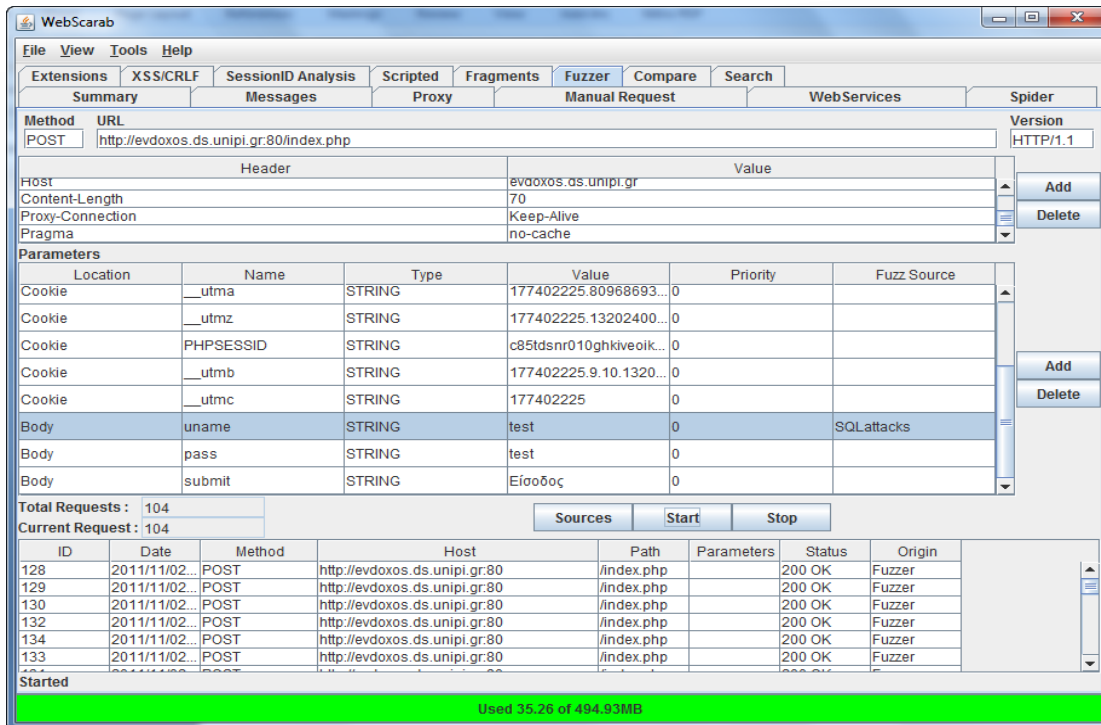 WebScarab
File View Tools Help
Extensions XSS/CRLF SessionID Analysis Scripted Fragments Fuzzer Compare Search
Summary Messages Proxy Manual Request WebServices Spider
Method URL Version
POST http://evdoxos.ds.unipi.gr:80/index.php HTTP/1.1
Header Value
Host evdoxos.ds.unipi.gr
Content-Length 70
Proxy-Connection Keep-Alive
Pragma no-cache
Add
Delete
Parameters
Location Name Type Value Priority Fuzz Source
Cookie __utma STRING 177402225.80968693... 0
Cookie __utmz STRING 177402225.13202400... 0
Cookie PHPSESSID STRING c85tdsnr010ghkiveoik... 0
Cookie __utmb STRING 177402225.9.10.1320... 0
Cookie __utmc STRING 177402225 0
Body uname STRING test 0 SQLattacks
Body pass STRING test 0
Body submit STRING Είσοδος 0
Add
Delete
Total Requests : 104
Current Request : 104
Sources Start Stop
ID Date Method Host Path Parameters Status Origin
128 2011/11/02... POST http://evdoxos.ds.unipi.gr:80 /index.php 200 OK Fuzzer
129 2011/11/02... POST http://evdoxos.ds.unipi.gr:80 /index.php 200 OK Fuzzer
130 2011/11/02... POST http://evdoxos.ds.unipi.gr:80 /index.php 200 OK Fuzzer
132 2011/11/02... POST http://evdoxos.ds.unipi.gr:80 /index.php 200 OK Fuzzer
134 2011/11/02... POST http://evdoxos.ds.unipi.gr:80 /index.php 200 OK Fuzzer
133 2011/11/02... POST http://evdoxos.ds.unipi.gr:80 /index.php 200 OK Fuzzer
Started
Used 35.26 of 494.93MB